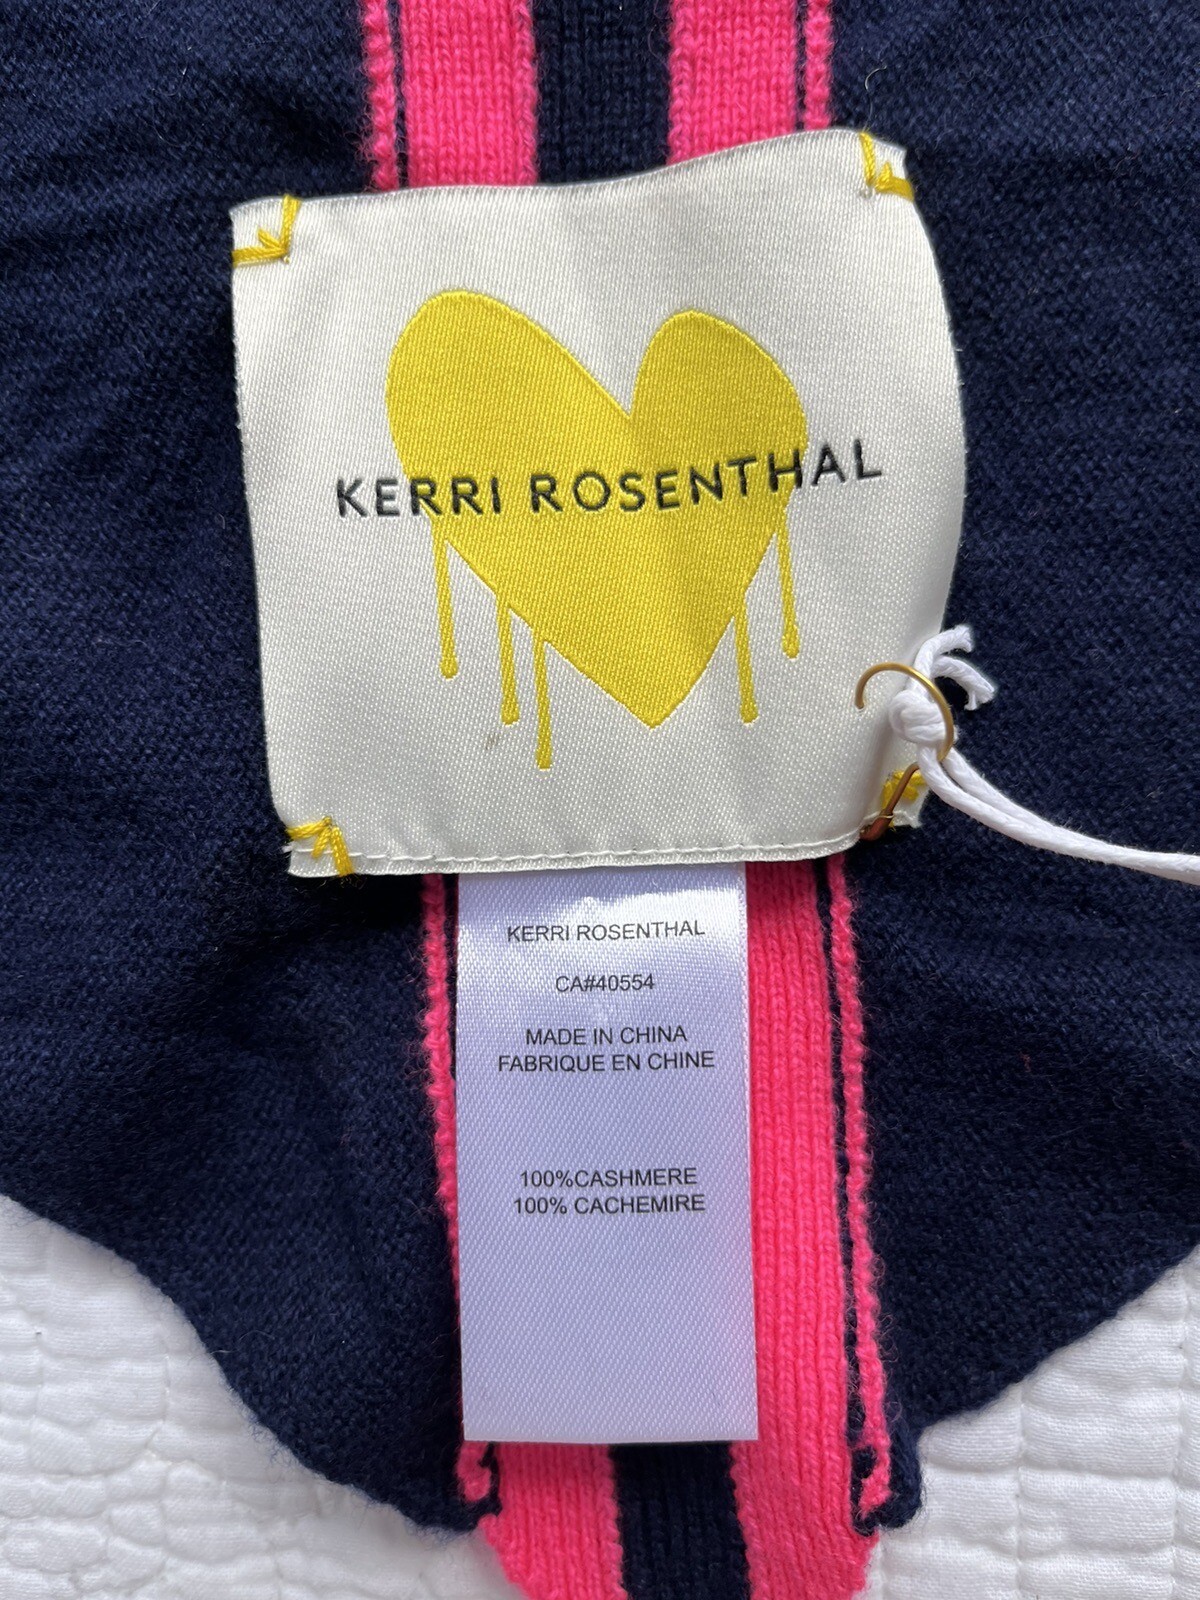 KERRI ROSENTHAL
KERRI ROSENTHAL
CA#40554
MADE IN CHINA
FABRIQUE EN CHINE
100%CASHMERE
100% CACHEMIRE